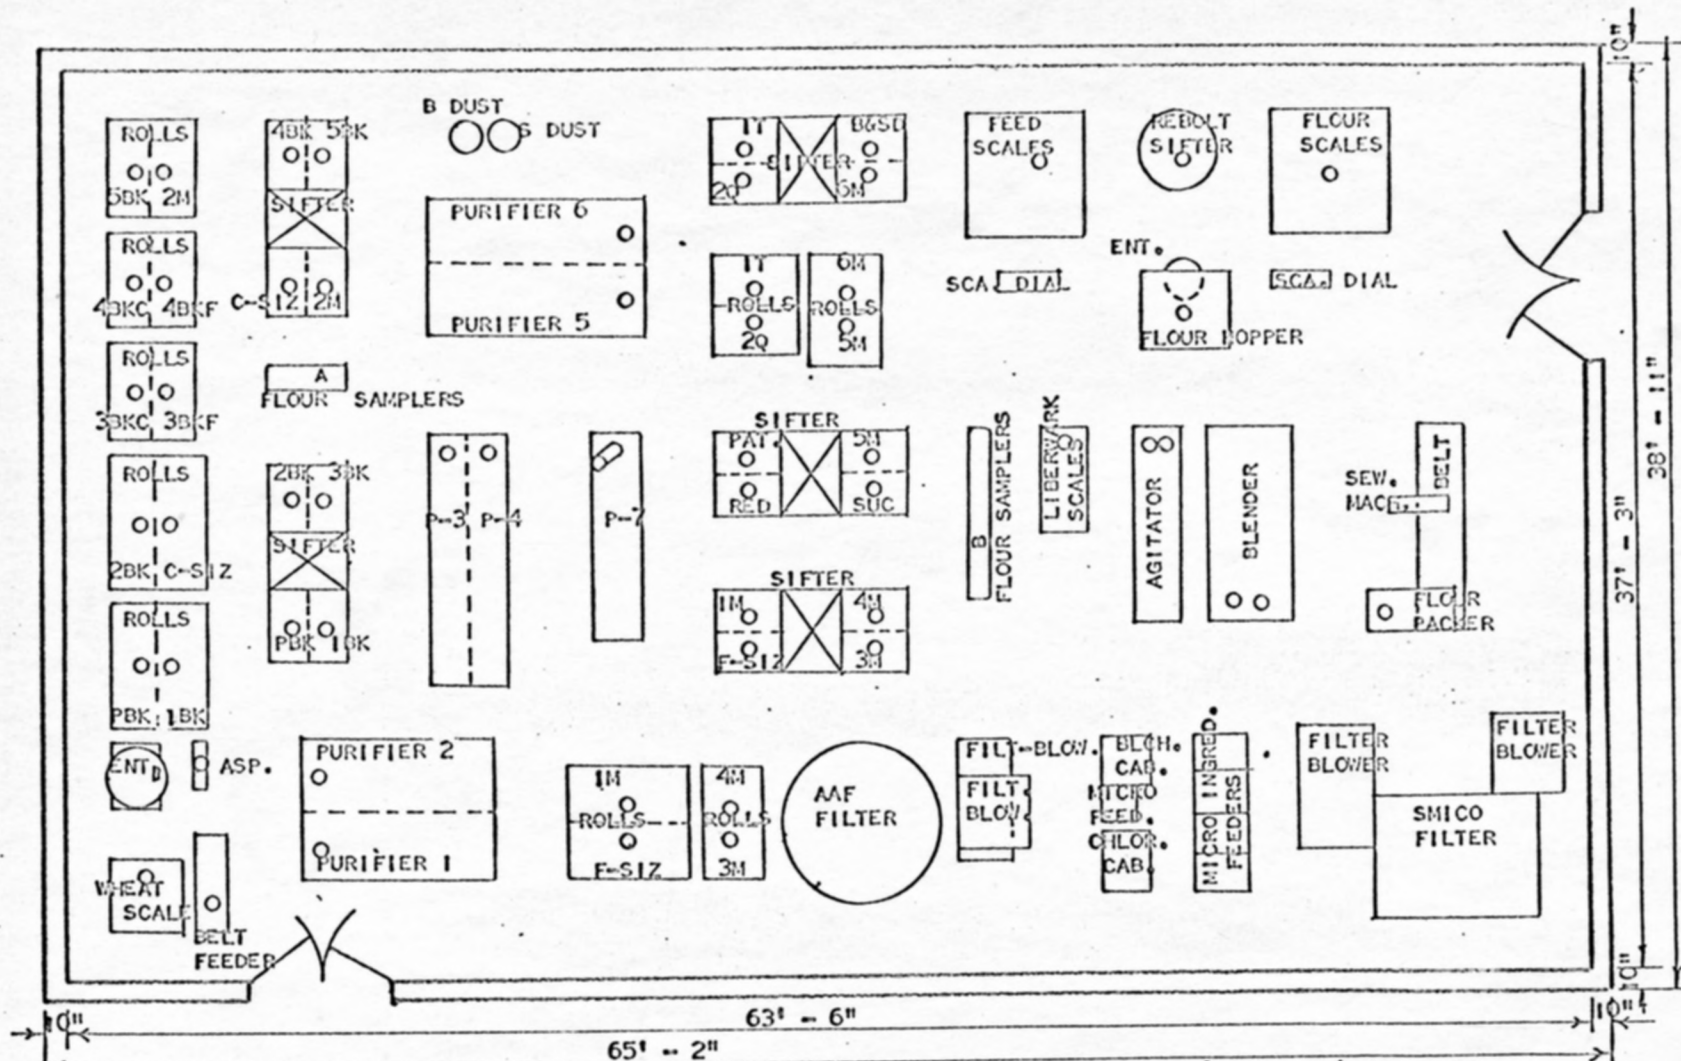 B DUST
S DUST
ROLLS
5BK 2M
4BK 5BK
SIFTER
C-SIZ 2M
ROLLS
4BKC 4BKF
ROLLS
3BKC 3BKF
A
FLOUR SAMPLERS
PURIFIER 6
PURIFIER 5
1T
B&SD
SIFTER
2Q
6M
1T
ROLLS
2Q
6M
ROLLS
5M
FEED
SCALES
SCA. DIAL
REBOLT
SIFTER
ENT.
FLOUR HOPPER
FLOUR
SCALES
SCA. DIAL
ROLLS
2BK C-SIZ
ROLLS
PBK 1BK
2BK 3BK
SIFTER
PBK 1BK
P-3 P-4
P-7
SIFTER
PAT.
5M
RED
SUC
SIFTER
1M
4M
F-SIZ
3M
B
FLOUR SAMPLERS
SCALES
AGITATOR
BLENDER
SEW.
MACH.
BELT
FLOUR
PACKER
ASP.
WHEAT
SCALE
BELT
FEEDER
PURIFIER 2
PURIFIER 1
1M
ROLLS
F-SIZ
4M
ROLLS
3M
AAF
FILTER
FILT-BLOW.
FILT.
BLOW.
BLCH.
CAB.
MICRO
FEED.
CHLOR.
CAB.
MICRO INGRED.
FEEDERS
FILTER
BLOWER
FILTER
BLOWER
SMICO
FILTER
10"
37' - 3"
38' - 11"
10"
10"
63' - 6"
10"
65' - 2"